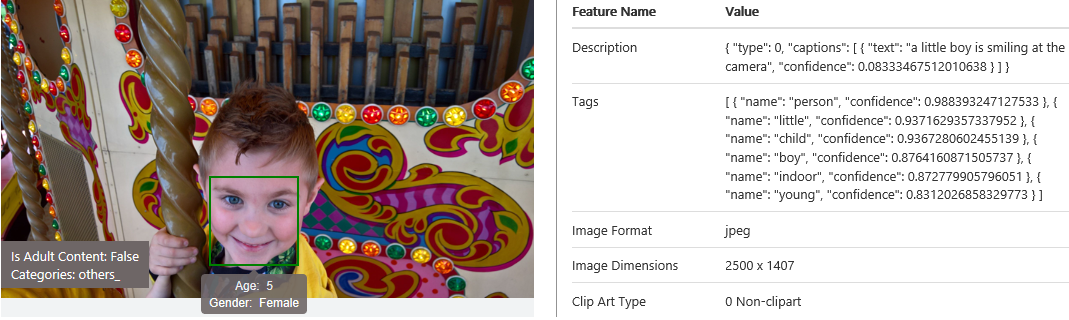 Is Adult Content: False
Categories: others_
Age: 5
Gender: Female
Feature Name Value
Description { "type": 0, "captions": [ { "text": "a little boy is smiling at the
camera", "confidence": 0.08333467512010638 } ] }
Tags [ { "name": "person", "confidence": 0.988393247127533 }, {
"name": "little", "confidence": 0.9371629357337952 }, {
"name": "child", "confidence": 0.9367280602455139 }, {
"name": "boy", "confidence": 0.8764160871505737 }, {
"name": "indoor", "confidence": 0.872779905796051 }, {
"name": "young", "confidence": 0.8312026858329773 } ]
Image Format jpeg
Image Dimensions 2500 x 1407
Clip Art Type 0 Non-clipart